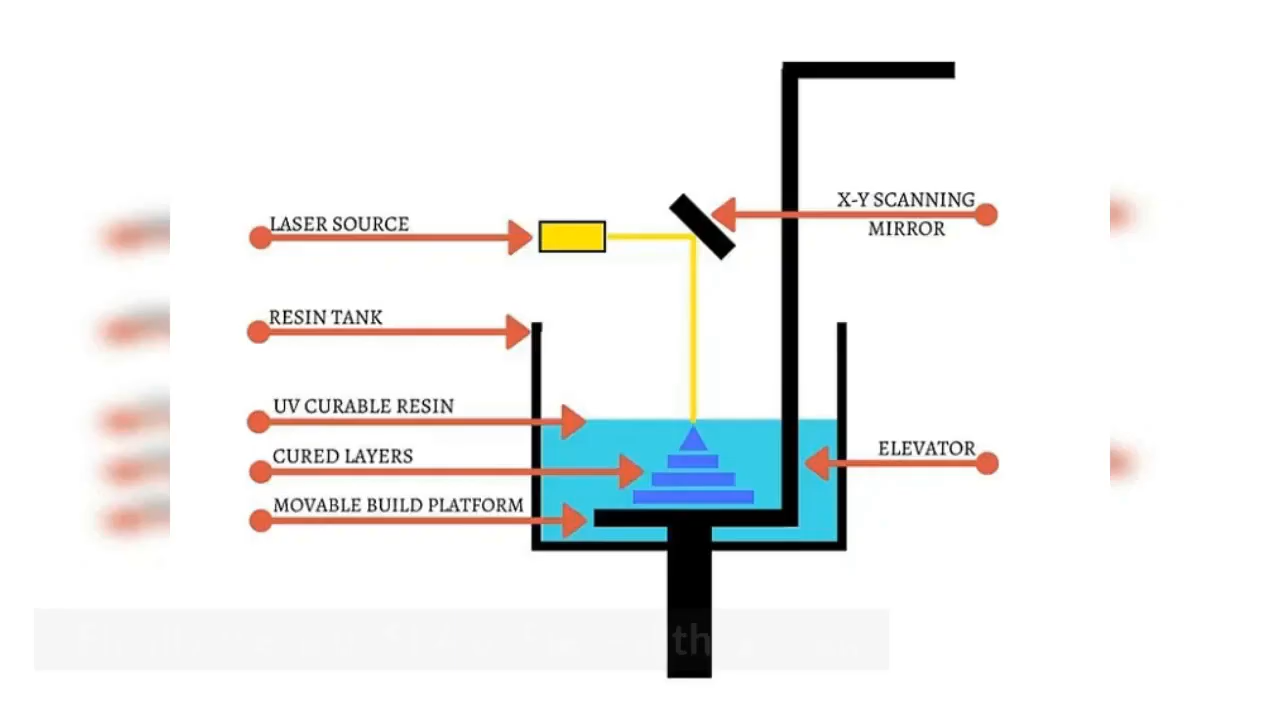 X-Y SCANNING
MIRROR
LASER SOURCE
RESIN TANK
UV CURABLE RESIN
CURED LAYERS
ELEVATOR
MOVABLE BUILD PLATFORM